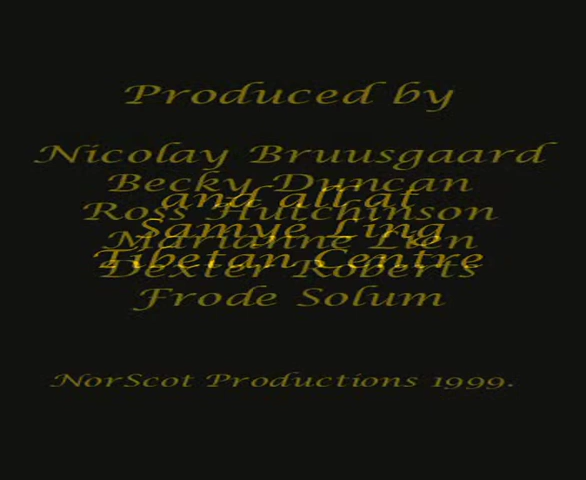 Produced by
Nicolay Bruusgaard
Becky Duncan
and all at
Ross Hutchinson
Samye Ling
Marianne Lien
Tibetan Centre
Dexter Roberts
Frode Solum
NorScot Productions 1999.